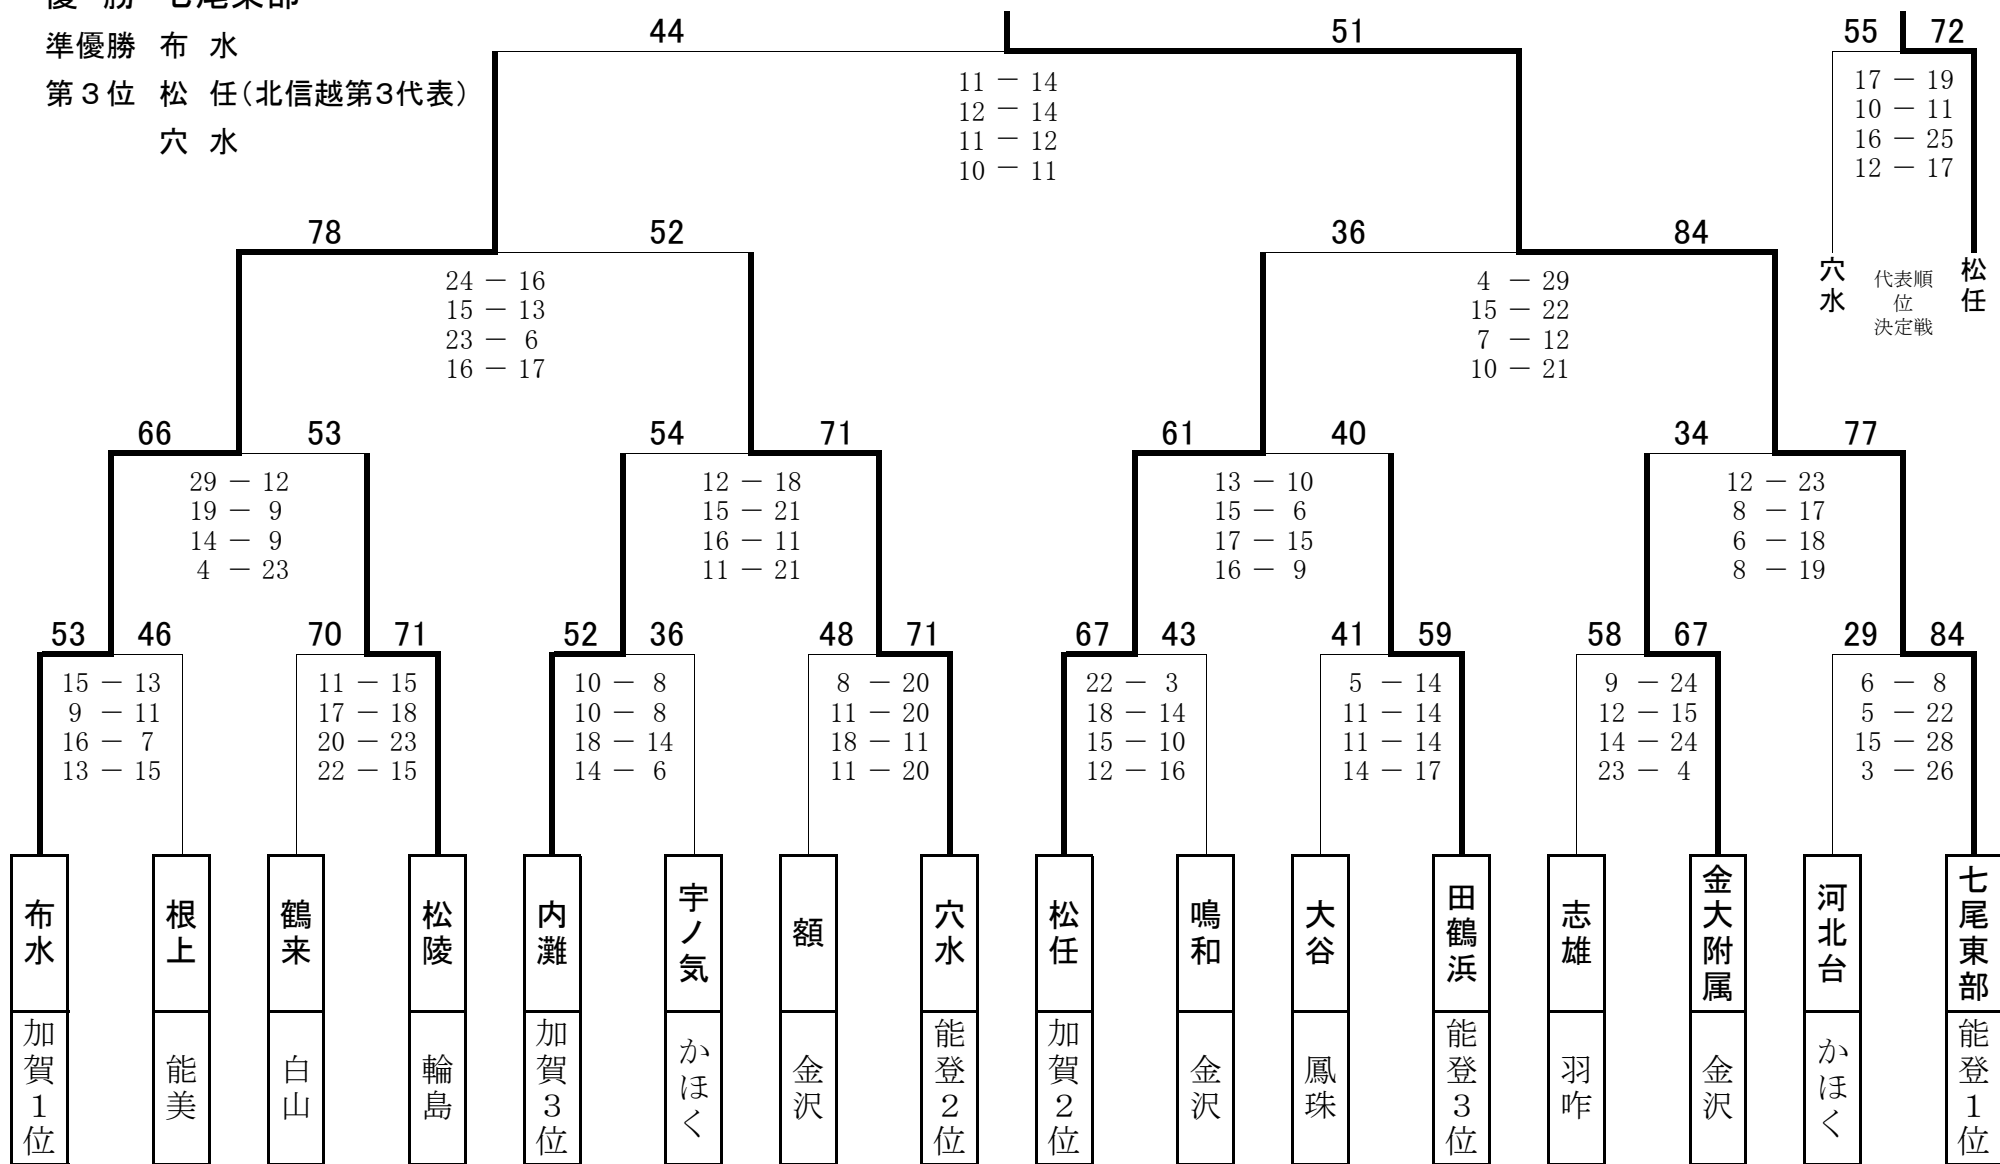 優 勝 七尾東部
準優勝 布 水
第３位 松 任(北信越第3代表)
穴 水
44 51
11 － 14
12 － 14
11 － 12
10 － 11
55 72
17 － 19
10 － 11
16 － 25
12 － 17
穴水
代表順
位
決定戦
松任
78 52
24 － 16
15 － 13
23 － 6
16 － 17
36 84
4 － 29
15 － 22
7 － 12
10 － 21
66 53
29 － 12
19 － 9
14 － 9
4 － 23
54 71
12 － 18
15 － 21
16 － 11
11 － 21
61 40
13 － 10
15 － 6
17 － 15
16 － 9
34 77
12 － 23
8 － 17
6 － 18
8 － 19
53 46
15 － 13
9 － 11
16 － 7
13 － 15
70 71
11 － 15
17 － 18
20 － 23
22 － 15
52 36
10 － 8
10 － 8
18 － 14
14 － 6
48 71
8 － 20
11 － 20
18 － 11
11 － 20
67 43
22 － 3
18 － 14
15 － 10
12 － 16
41 59
5 － 14
11 － 14
11 － 14
14 － 17
58 67
9 － 24
12 － 15
14 － 24
23 － 4
29 84
6 － 8
5 － 22
15 － 28
3 － 26
布水
加賀１位
根上
能美
鶴来
白山
松陵
輪島
内灘
加賀３位
宇ノ気
かほく
額
金沢
穴水
能登２位
松任
加賀２位
鳴和
金沢
大谷
鳳珠
田鶴浜
能登３位
志雄
羽咋
金大附属
金沢
河北台
かほく
七尾東部
能登１位